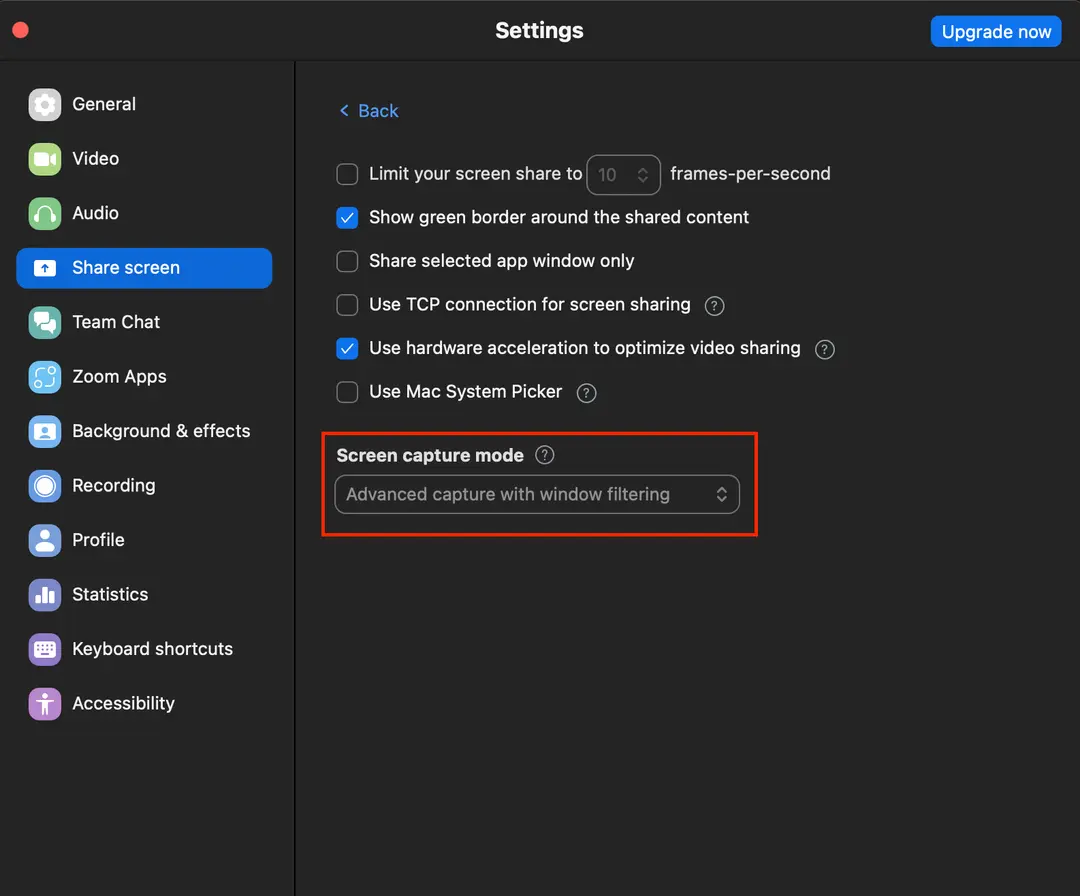 Settings
Upgrade now
General
Video
Audio
Share screen
Team Chat
Zoom Apps
Background & effects
Recording
Profile
Statistics
Keyboard shortcuts
Accessibility
Back
Limit your screen share to 10 frames-per-second
Show green border around the shared content
Share selected app window only
Use TCP connection for screen sharing ?
Use hardware acceleration to optimize video sharing ?
Use Mac System Picker ?
Screen capture mode ?
Advanced capture with window filtering